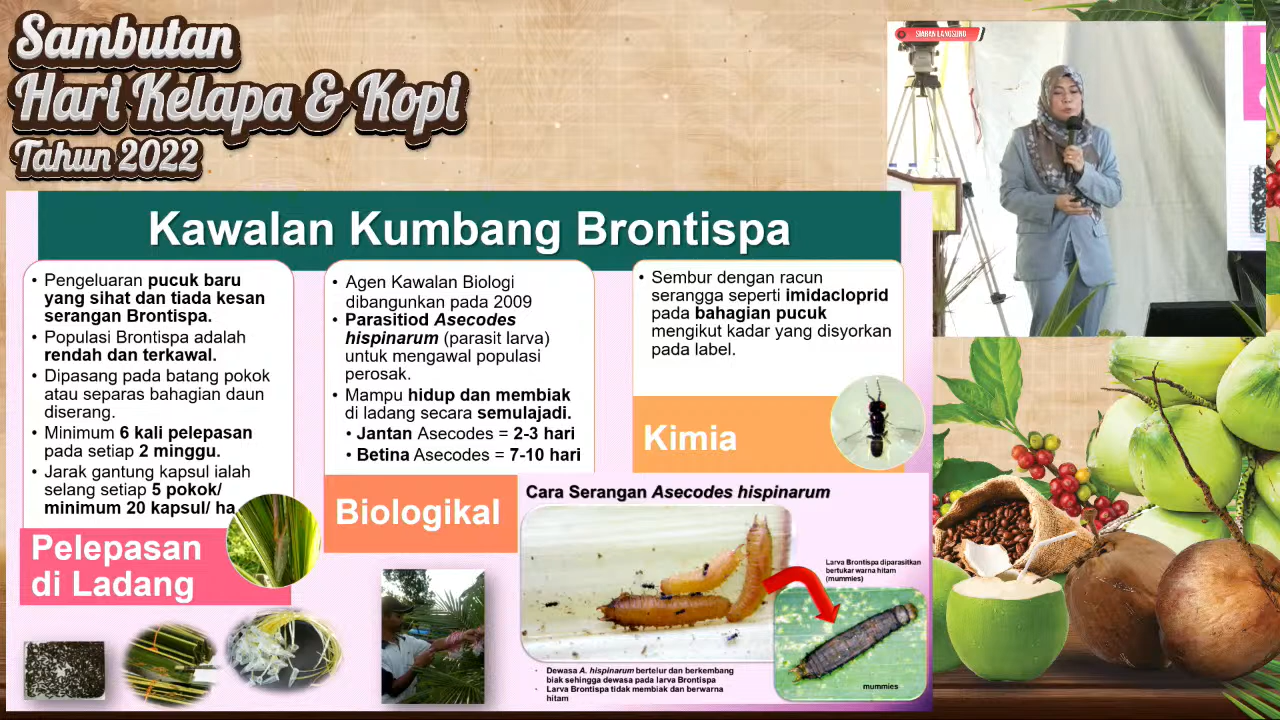 Sambutan
Hari Kelapa & Kopi
Tahun 2022
SIARAN LANGSUNG
Kawalan Kumbang Brontispa
• Pengeluaran pucuk baru
yang sihat dan tiada kesan
serangan Brontispa.
• Populasi Brontispa adalah
rendah dan terkawal.
• Dipasang pada batang pokok
atau separas bahagian daun
diserang.
• Minimum 6 kali pelepasan
pada setiap 2 minggu.
• Jarak gantung kapsul ialah
selang setiap 5 pokok/
minimum 20 kapsul/ ha
Pelepasan
di Ladang
• Agen Kawalan Biologi
dibangunkan pada 2009
• Parasitiod Asecodes
hispinarum (parasit larva)
untuk mengawal populasi
perosak.
• Mampu hidup dan membiak
di ladang secara semulajadi.
• Jantan Asecodes = 2-3 hari
• Betina Asecodes = 7-10 hari
Biologikal
• Sembur dengan racun
serangga seperti imidacloprid
pada bahagian pucuk
mengikut kadar yang disyorkan
pada label.
Kimia
Cara Serangan Asecodes hispinarum
Larva Brontispa diparasitkan
bertukar warna hitam
(mummies)
• Dewasa A. hispinarum bertelur dan berkembang
biak sehingga dewasa pada larva Brontispa
• Larva Brontispa tidak membiak dan berwarna
hitam
mummies